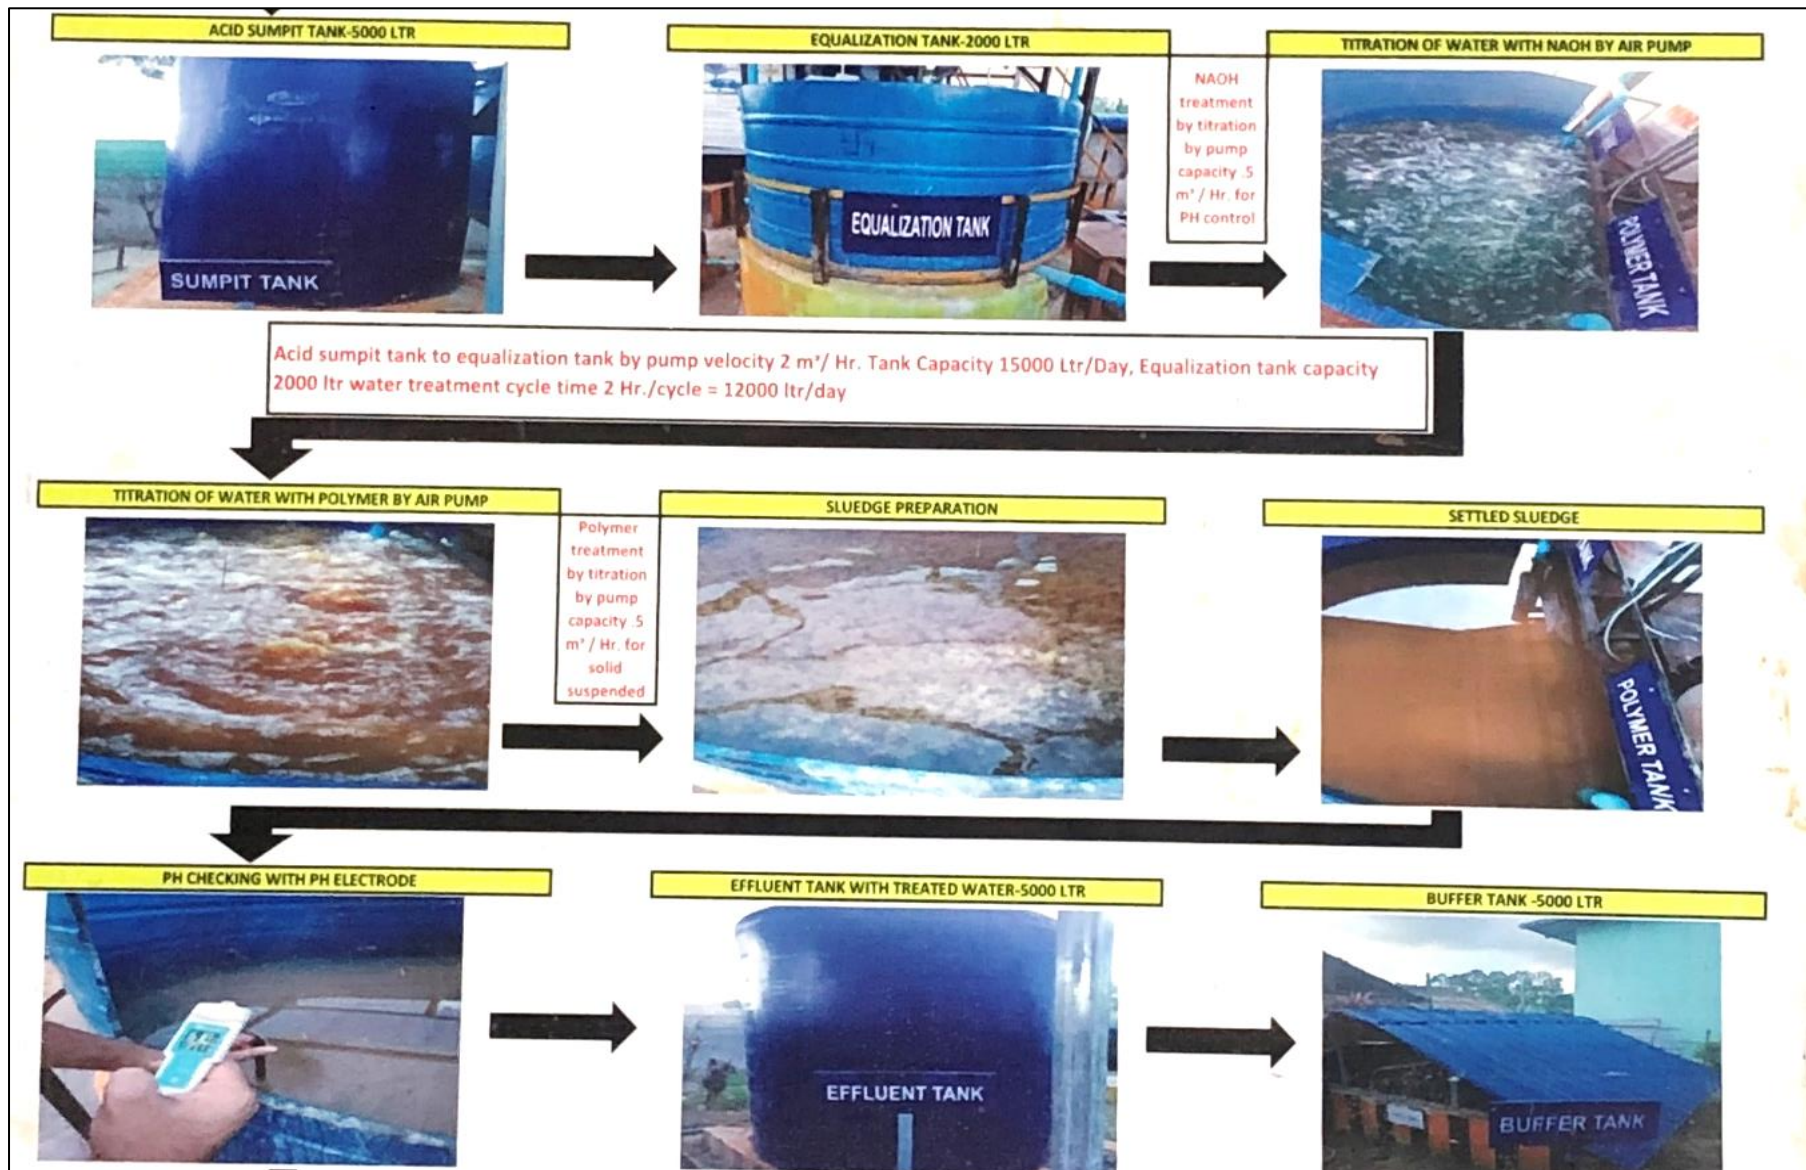 ACID SUMPIT TANK-5000 LTR
EQUALIZATION TANK-2000 LTR
TITRATION OF WATER WITH NAOH BY AIR PUMP
SUMPIT TANK
EQUALIZATION TANK
NAOH
treatment
by titration
by pump
capacity .5
m³ / Hr. for
PH control
POLYMER TANK
Acid sumpit tank to equalization tank by pump velocity 2 m³/ Hr. Tank Capacity 15000 Ltr/Day, Equalization tank capacity
2000 ltr water treatment cycle time 2 Hr./cycle = 12000 ltr/day
TITRATION OF WATER WITH POLYMER BY AIR PUMP
SLUEDGE PREPARATION
SETTLED SLUEDGE
Polymer
treatment
by titration
by pump
capacity .5
m³ / Hr. for
solid
suspended
POLYMER TANK
PH CHECKING WITH PH ELECTRODE
EFFLUENT TANK WITH TREATED WATER-5000 LTR
BUFFER TANK -5000 LTR
EFFLUENT TANK
BUFFER TANK